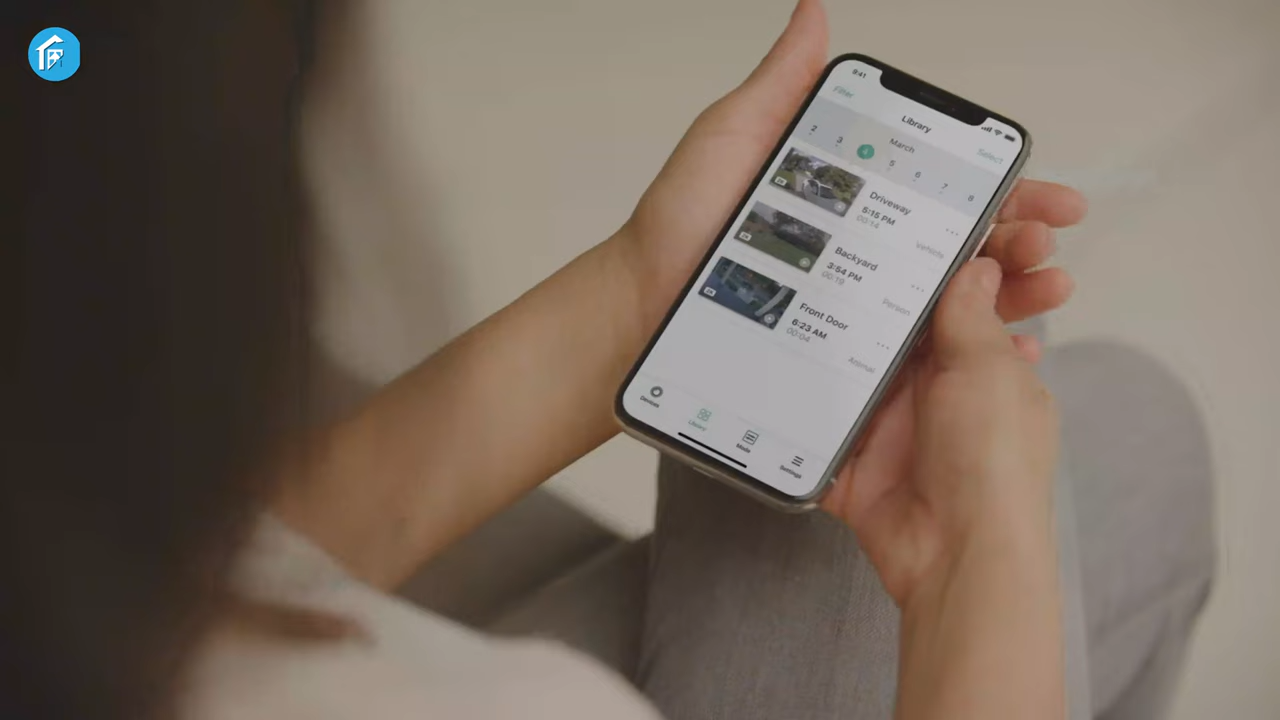 9:41
Filter
Library
Select
March
2 3 4 5 6 7 8
Driveway
5:15 PM
00:14
Vehicle
Backyard
3:54 PM
00:19
Person
Front Door
6:23 AM
00:04
Animal
Devices
Library
Mode
Settings